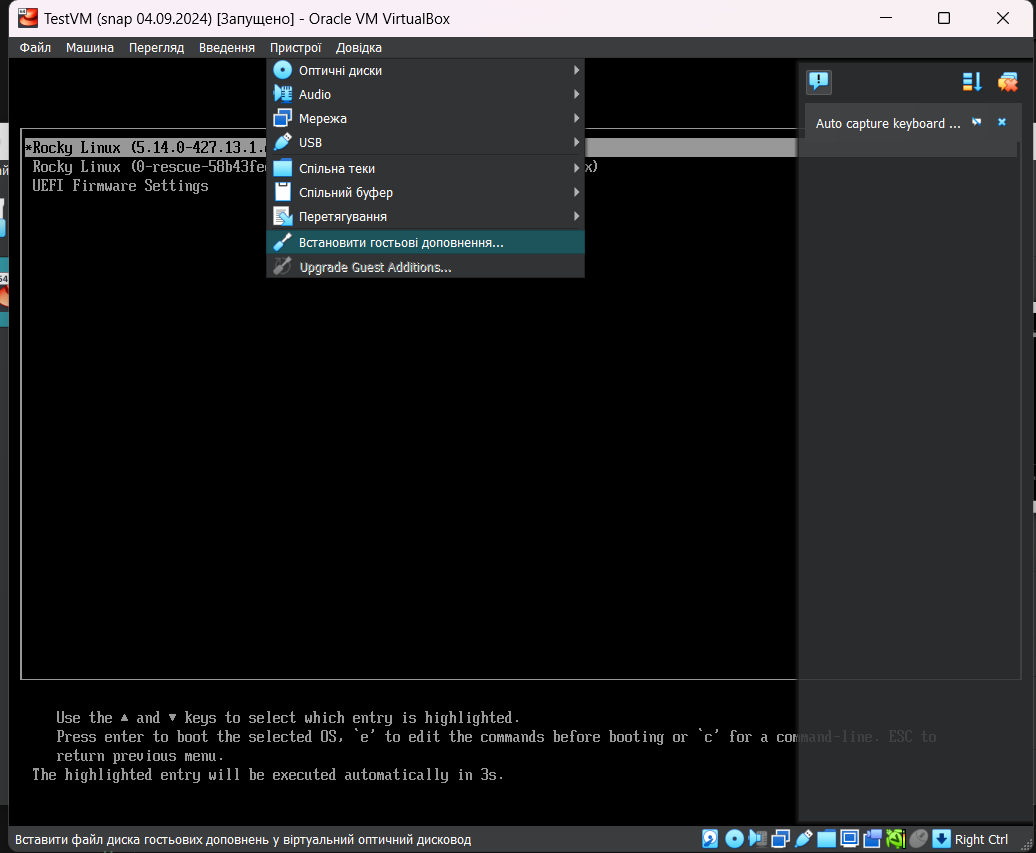 TestVM (snap 04.09.2024) [Запущено] - Oracle VM VirtualBox
Файл Машина Перегляд Введення Пристрої Довідка
Оптичні диски
Audio
Мережа
USB
Спільна теки
Спільний буфер
Перетягування
Встановити гостьові доповнення...
Upgrade Guest Additions...
Auto capture keyboard ...
*Rocky Linux (5.14.0-427.13.1.
Rocky Linux (0-rescue-58b43fe x)
UEFI Firmware Settings
Use the ▲ and ▼ keys to select which entry is highlighted.
Press enter to boot the selected OS, `e' to edit the commands before booting or `c' for a command-line. ESC to
return previous menu.
The highlighted entry will be executed automatically in 3s.
Вставити файл диска гостьових доповнень у віртуальний оптичний дисковод
Right Ctrl